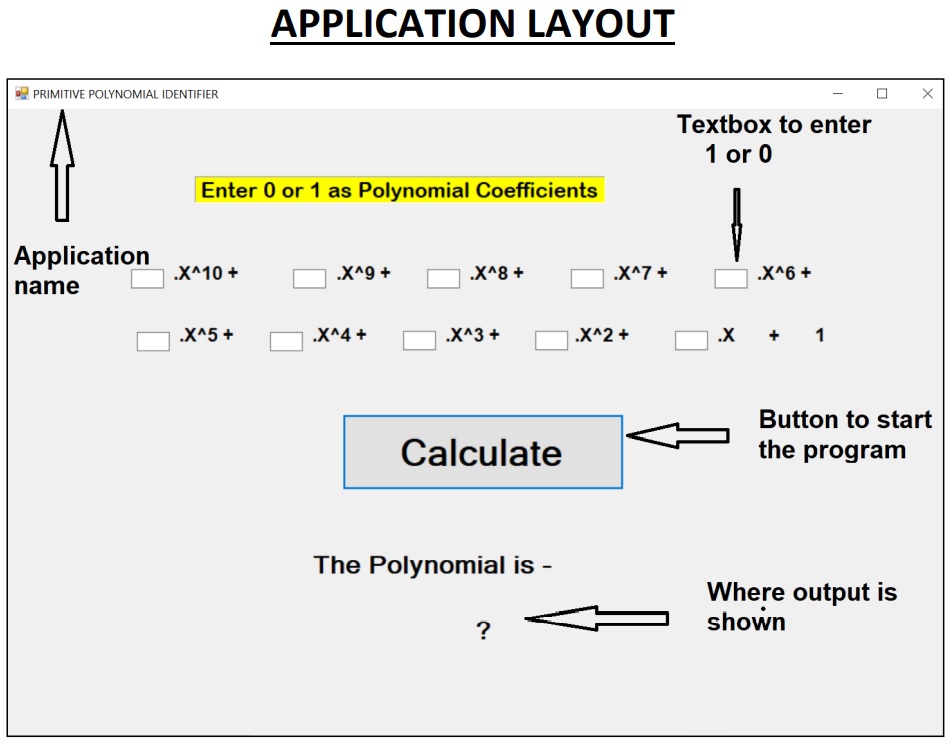 APPLICATION LAYOUT
PRIMITIVE POLYNOMIAL IDENTIFIER
Textbox to enter
1 or 0
Enter 0 or 1 as Polynomial Coefficients
Application
name
.X^10 + .X^9 + .X^8 + .X^7 + .X^6 +
.X^5 + .X^4 + .X^3 + .X^2 + .X + 1
Button to start
the program
Calculate
The Polynomial is -
Where output is
shown
?